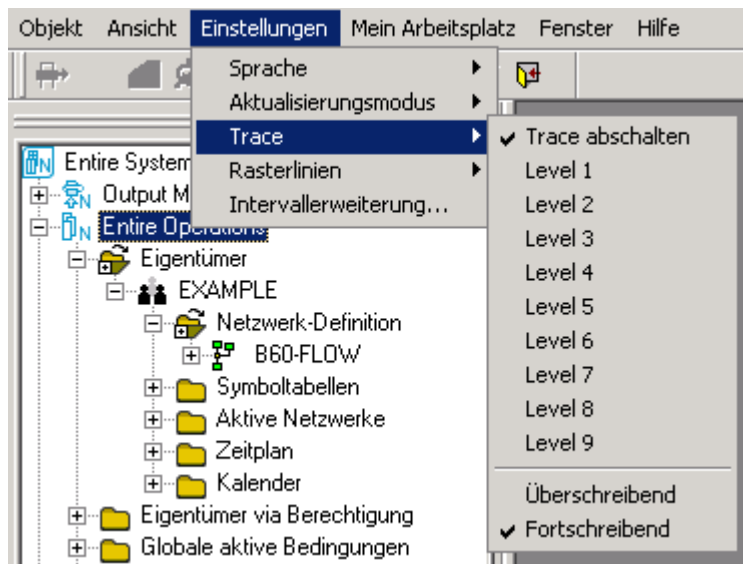 Objekt Ansicht Einstellungen Mein Arbeitsplatz Fenster Hilfe
Sprache
Aktualisierungsmodus
Trace
Rasterlinien
Intervallerweiterung...
Trace abschalten
Level 1
Level 2
Level 3
Level 4
Level 5
Level 6
Level 7
Level 8
Level 9
Überschreibend
Fortschreibend
Entire System
Output M
Entire Operations
Eigentümer
EXAMPLE
Netzwerk-Definition
B60-FLOW
Symboltabellen
Aktive Netzwerke
Zeitplan
Kalender
Eigentümer via Berechtigung
Globale aktive Bedingungen